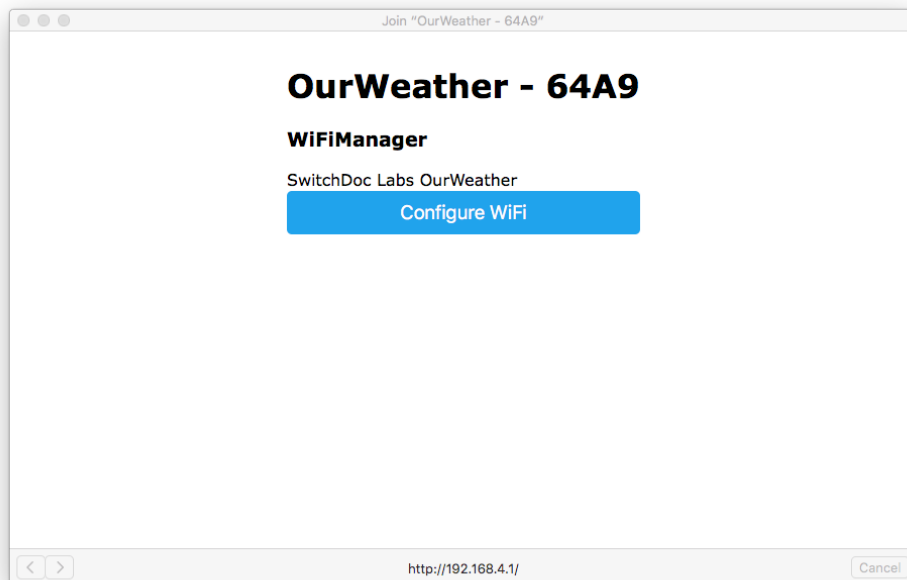 Join “OurWeather - 64A9”
OurWeather - 64A9
WiFiManager
SwitchDoc Labs OurWeather
Configure WiFi
http://192.168.4.1/
Cancel